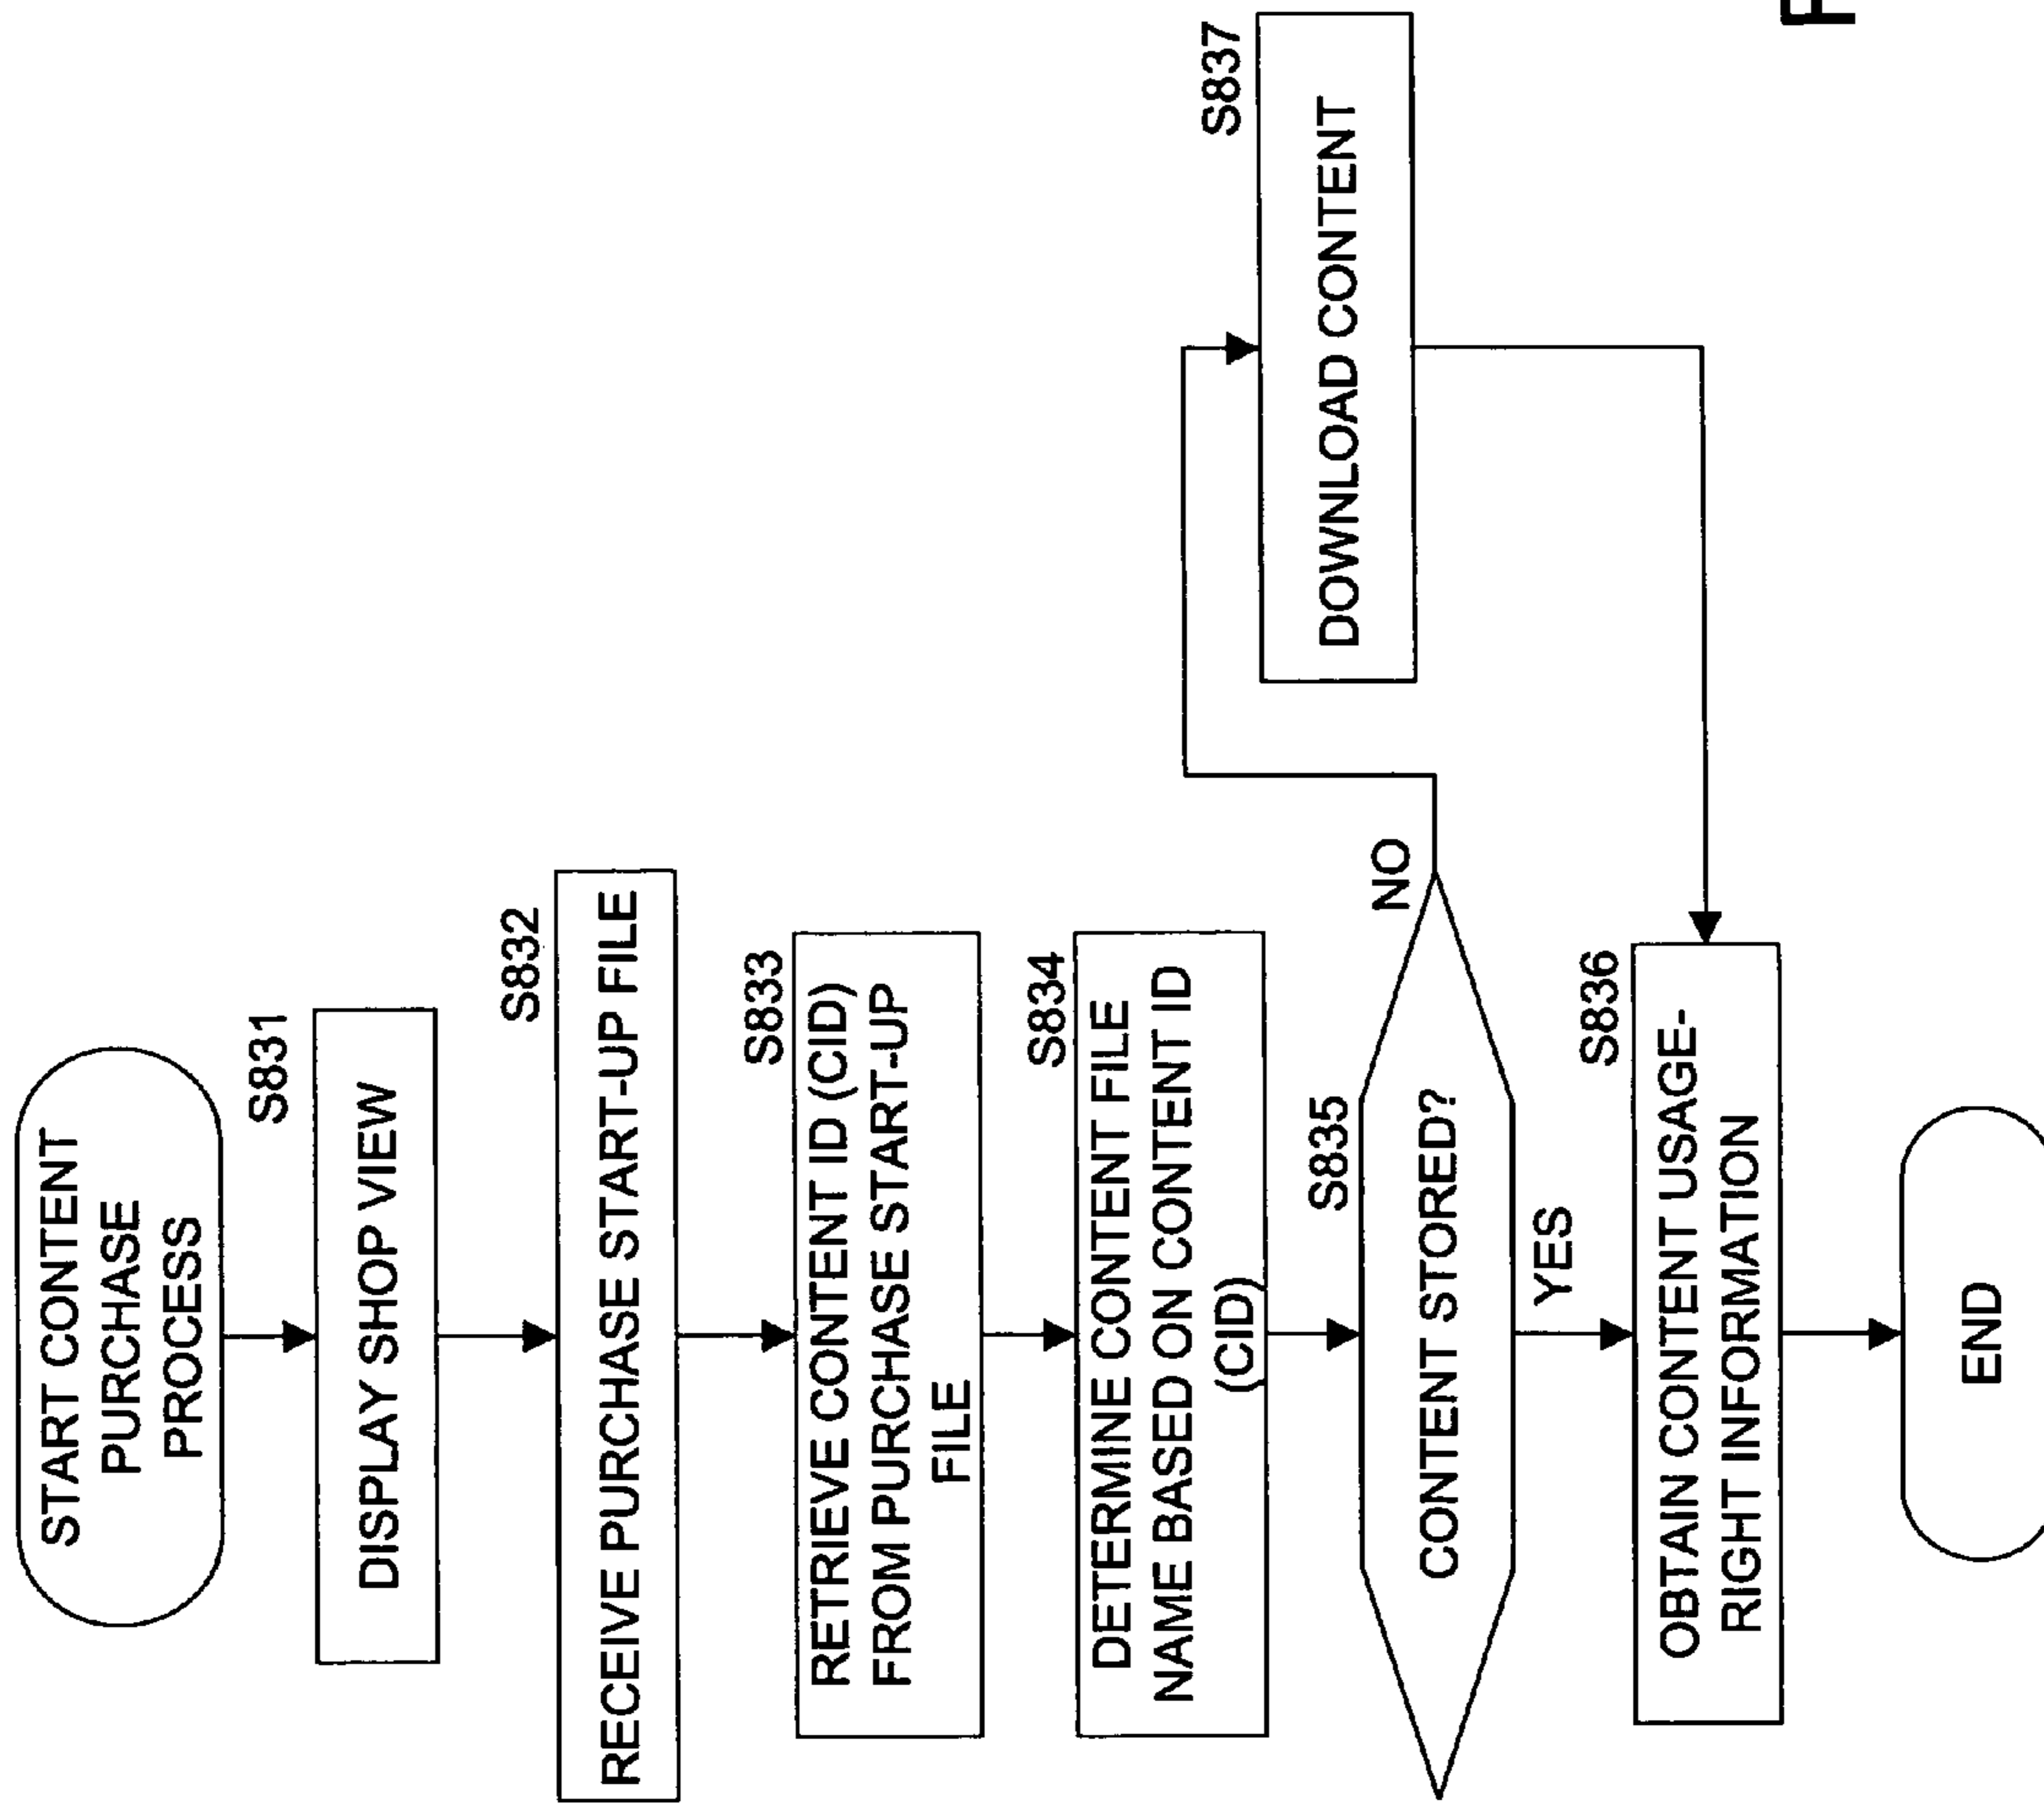 START CONTENT
PURCHASE
PROCESS
S831
DISPLAY SHOP VIEW
S832
RECEIVE PURCHASE START-UP FILE
S833
RETRIEVE CONTENT ID (CID)
FROM PURCHASE START-UP
FILE
S834
DETERMINE CONTENT FILE
NAME BASED ON CONTENT ID
(CID)
S835
CONTENT STORED?
NO
YES
S837
DOWNLOAD CONTENT
S836
OBTAIN CONTENT USAGE-
RIGHT INFORMATION
END